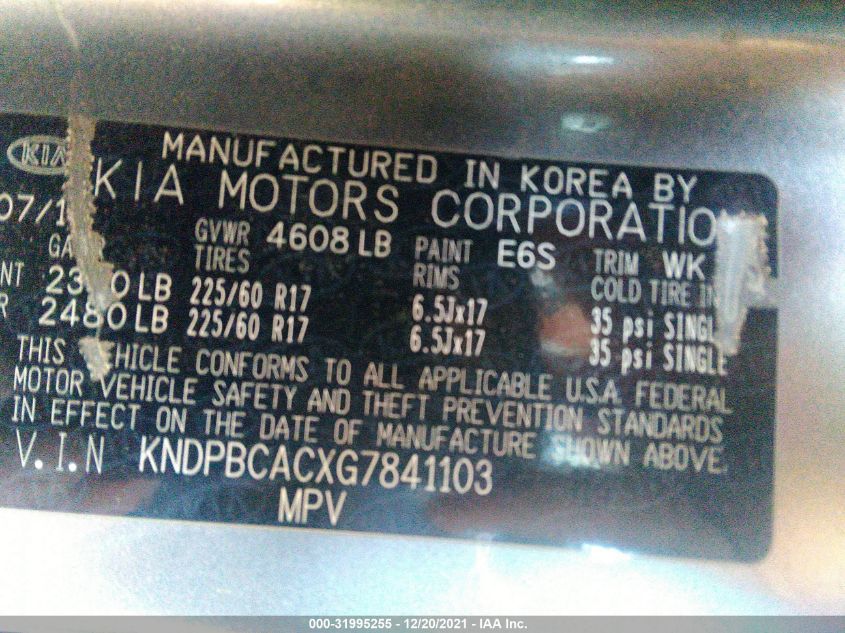 KIA MANUFACTURED IN KOREA BY
KIA MOTORS CORPORATIO
07/1
GVWR 4608 LB PAINT E6S TRIM WK
TIRES RIMS COLD TIRE IN
LB 225/60 R17 6.5Jx17 35 psi SINGL
2480 LB 225/60 R17 6.5Jx17 35 psi SINGLE
THIS VEHICLE CONFORMS TO ALL APPLICABLE U.S.A. FEDERAL
MOTOR VEHICLE SAFETY AND THEFT PREVENTION STANDARDS
IN EFFECT ON THE DATE OF MANUFACTURE SHOWN ABOVE.
V.I.N KNDPBCACXG7841103
MPV
000-31995255 - 12/20/2021 - IAA Inc.